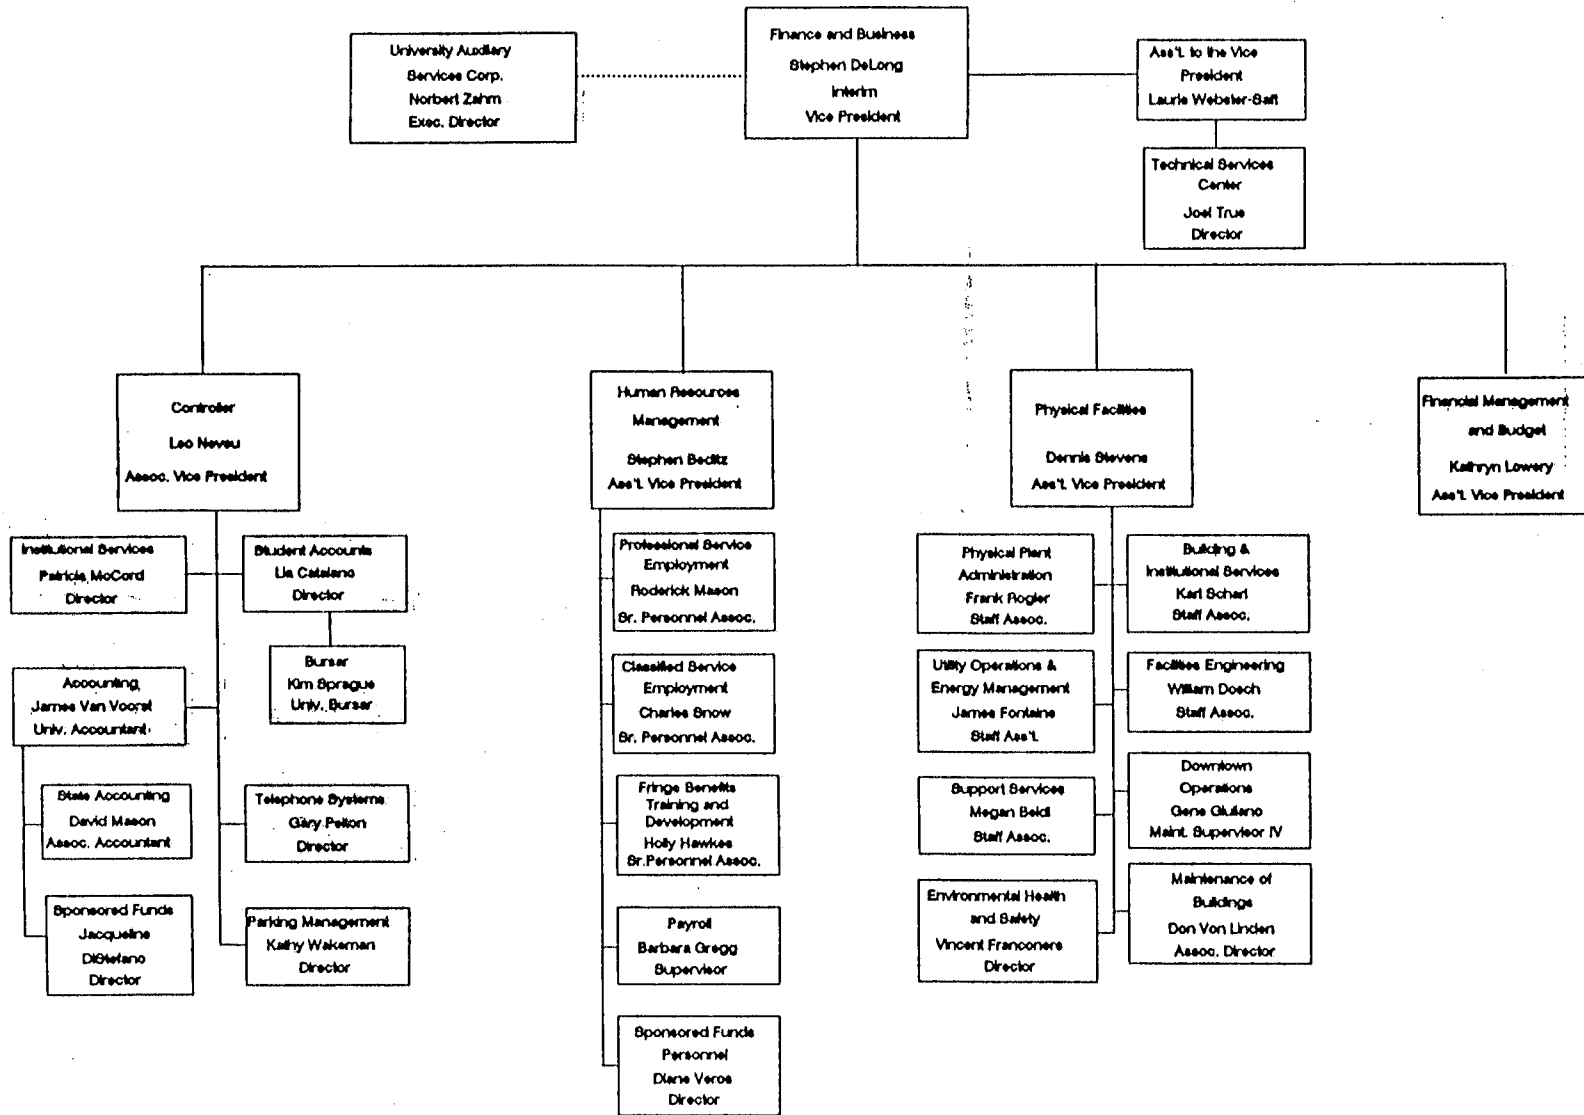 University Auxiliary
Services Corp.
Norbert Zahm
Exec. Director
Finance and Business
Stephen DeLong
Interim
Vice President
Ass't. to the Vice
President
Laurie Webster-Saft
Technical Services
Center
Joel True
Director
Controller
Leo Neveu
Assoc. Vice President
Human Resources
Management
Stephen Beditz
Ass't. Vice President
Physical Facilities
Dennis Stevens
Ass't. Vice President
Financial Management
and Budget
Kathryn Lowery
Ass't. Vice President
Institutional Services
Patricia McCord
Director
Student Accounts
Lia Catalano
Director
Bursar
Kim Sprague
Univ. Bursar
Accounting
James Van Voorst
Univ. Accountant
State Accounting
David Mason
Assoc. Accountant
Telephone Systems
Gary Pelton
Director
Sponsored Funds
Jacqueline
DiStefano
Director
Parking Management
Kathy Wakeman
Director
Professional Service
Employment
Roderick Mason
Sr. Personnel Assoc.
Classified Service
Employment
Charles Snow
Sr. Personnel Assoc.
Fringe Benefits
Training and
Development
Holly Hawkes
Sr.Personnel Assoc.
Payroll
Barbara Gregg
Supervisor
Sponsored Funds
Personnel
Diane Veros
Director
Physical Plant
Administration
Frank Rogler
Staff Assoc.
Building &
Institutional Services
Karl Scharl
Staff Assoc.
Utility Operations &
Energy Management
James Fontaine
Staff Ass't.
Facilities Engineering
William Dosch
Staff Assoc.
Support Services
Megan Beidl
Staff Assoc.
Downtown
Operations
Gene Giuliano
Maint. Supervisor IV
Environmental Health
and Safety
Vincent Franconere
Director
Maintenance of
Buildings
Don Von Linden
Assoc. Director